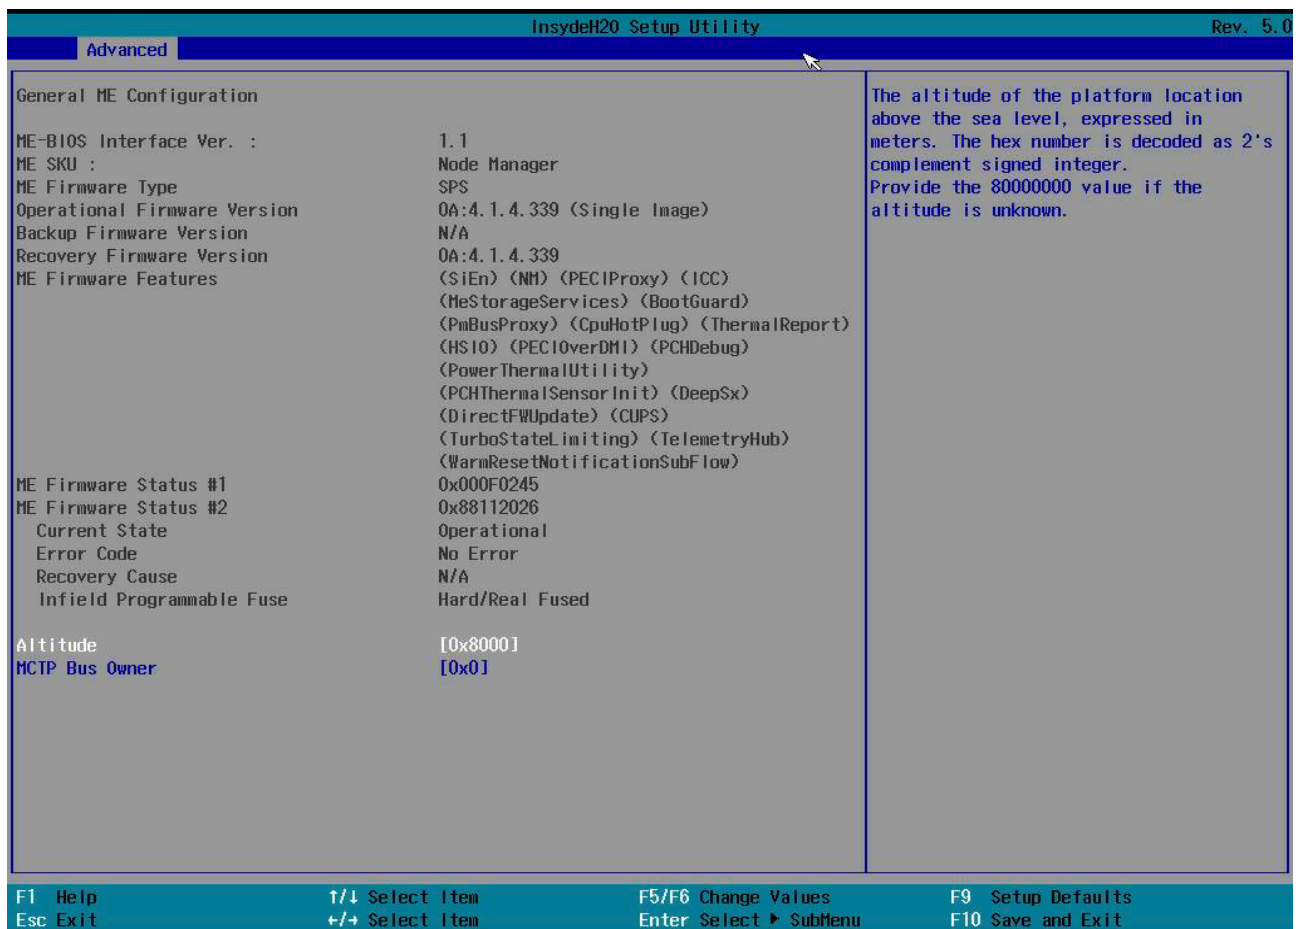 InsydeH2O Setup Utility Rev. 5.0
Advanced
General ME Configuration
ME-BIOS Interface Ver. : 1.1
ME SKU : Node Manager
ME Firmware Type SPS
Operational Firmware Version 0A:4.1.4.339 (Single Image)
Backup Firmware Version N/A
Recovery Firmware Version 0A:4.1.4.339
ME Firmware Features (SiEn) (NM) (PECIProxy) (ICC)
(MeStorageServices) (BootGuard)
(PmBusProxy) (CpuHotPlug) (ThermalReport)
(HSIO) (PECIOverDMI) (PCHDebug)
(PowerThermalUtility)
(PCHThermalSensorInit) (DeepSx)
(DirectFWUpdate) (CUPS)
(TurboStateLimiting) (TelemetryHub)
(WarmResetNotificationSubFlow)
ME Firmware Status #1 0x000F0245
ME Firmware Status #2 0x88112026
Current State Operational
Error Code No Error
Recovery Cause N/A
Infield Programmable Fuse Hard/Real Fused
Altitude [0x8000]
MCTP Bus Owner [0x0]
The altitude of the platform location
above the sea level, expressed in
meters. The hex number is decoded as 2's
complement signed integer.
Provide the 80000000 value if the
altitude is unknown.
F1 Help ↑/↓ Select Item F5/F6 Change Values F9 Setup Defaults
Esc Exit ←/→ Select Item Enter Select ▶ SubMenu F10 Save and Exit